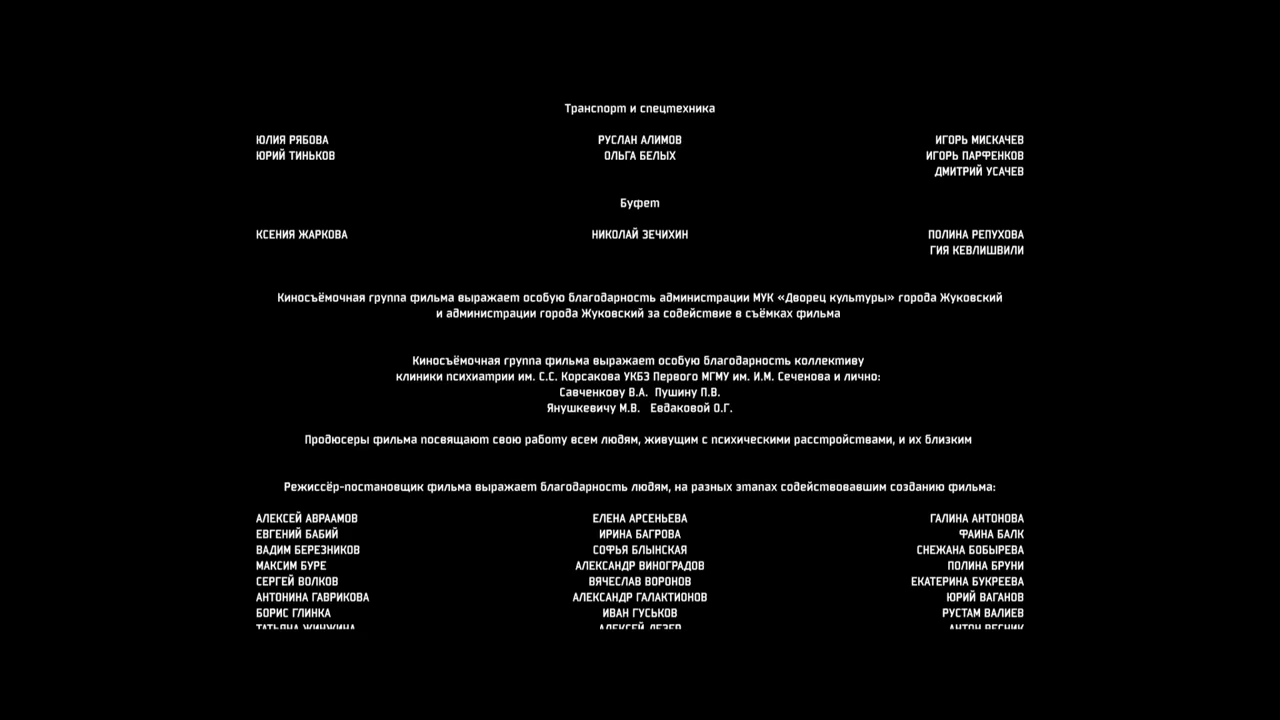 Транспорт и спецтехника
ЮЛИЯ РЯБОВА РУСЛАН АЛИМОВ ИГОРЬ МИСКАЧЕВ
ЮРИЙ ТИНЬКОВ ОЛЬГА БЕЛЫХ ИГОРЬ ПАРФЕНКОВ
ДМИТРИЙ УСАЧЕВ
Буфет
КСЕНИЯ ЖАРКОВА НИКОЛАЙ ЗЕЧИХИН ПОЛИНА РЕПУХОВА
ГИЯ КЕВЛИШВИЛИ
Киносъёмочная группа фильма выражает особую благодарность администрации МУК «Дворец культуры» города Жуковский
и администрации города Жуковский за содействие в съёмках фильма
Киносъёмочная группа фильма выражает особую благодарность коллективу
клиники психиатрии им. С.С. Корсакова УКБ3 Первого МГМУ им. И.М. Сеченова и лично:
Савченкову В.А. Пушину П.В.
Янушкевичу М.В. Евдаковой О.Г.
Продюсеры фильма посвящают свою работу всем людям, живущим с психическими расстройствами, и их близким
Режиссёр-постановщик фильма выражает благодарность людям, на разных этапах содействовавшим созданию фильма:
АЛЕКСЕЙ АВРААМОВ ЕЛЕНА АРСЕНЬЕВА ГАЛИНА АНТОНОВА
ЕВГЕНИЙ БАБИЙ ИРИНА БАГРОВА ФАИНА БАЛК
ВАДИМ БЕРЕЗНИКОВ СОФЬЯ БЛЫНСКАЯ СНЕЖАНА БОБЫРЕВА
МАКСИМ БУРЕ АЛЕКСАНДР ВИНОГРАДОВ ПОЛИНА БРУНИ
СЕРГЕЙ ВОЛКОВ ВЯЧЕСЛАВ ВОРОНОВ ЕКАТЕРИНА БУКРЕЕВА
АНТОНИНА ГАВРИКОВА АЛЕКСАНДР ГАЛАКТИОНОВ ЮРИЙ ВАГАНОВ
БОРИС ГЛИНКА ИВАН ГУСЬКОВ РУСТАМ ВАЛИЕВ
ТАТЬЯНА АЛЕКСЕЙ АНТОН